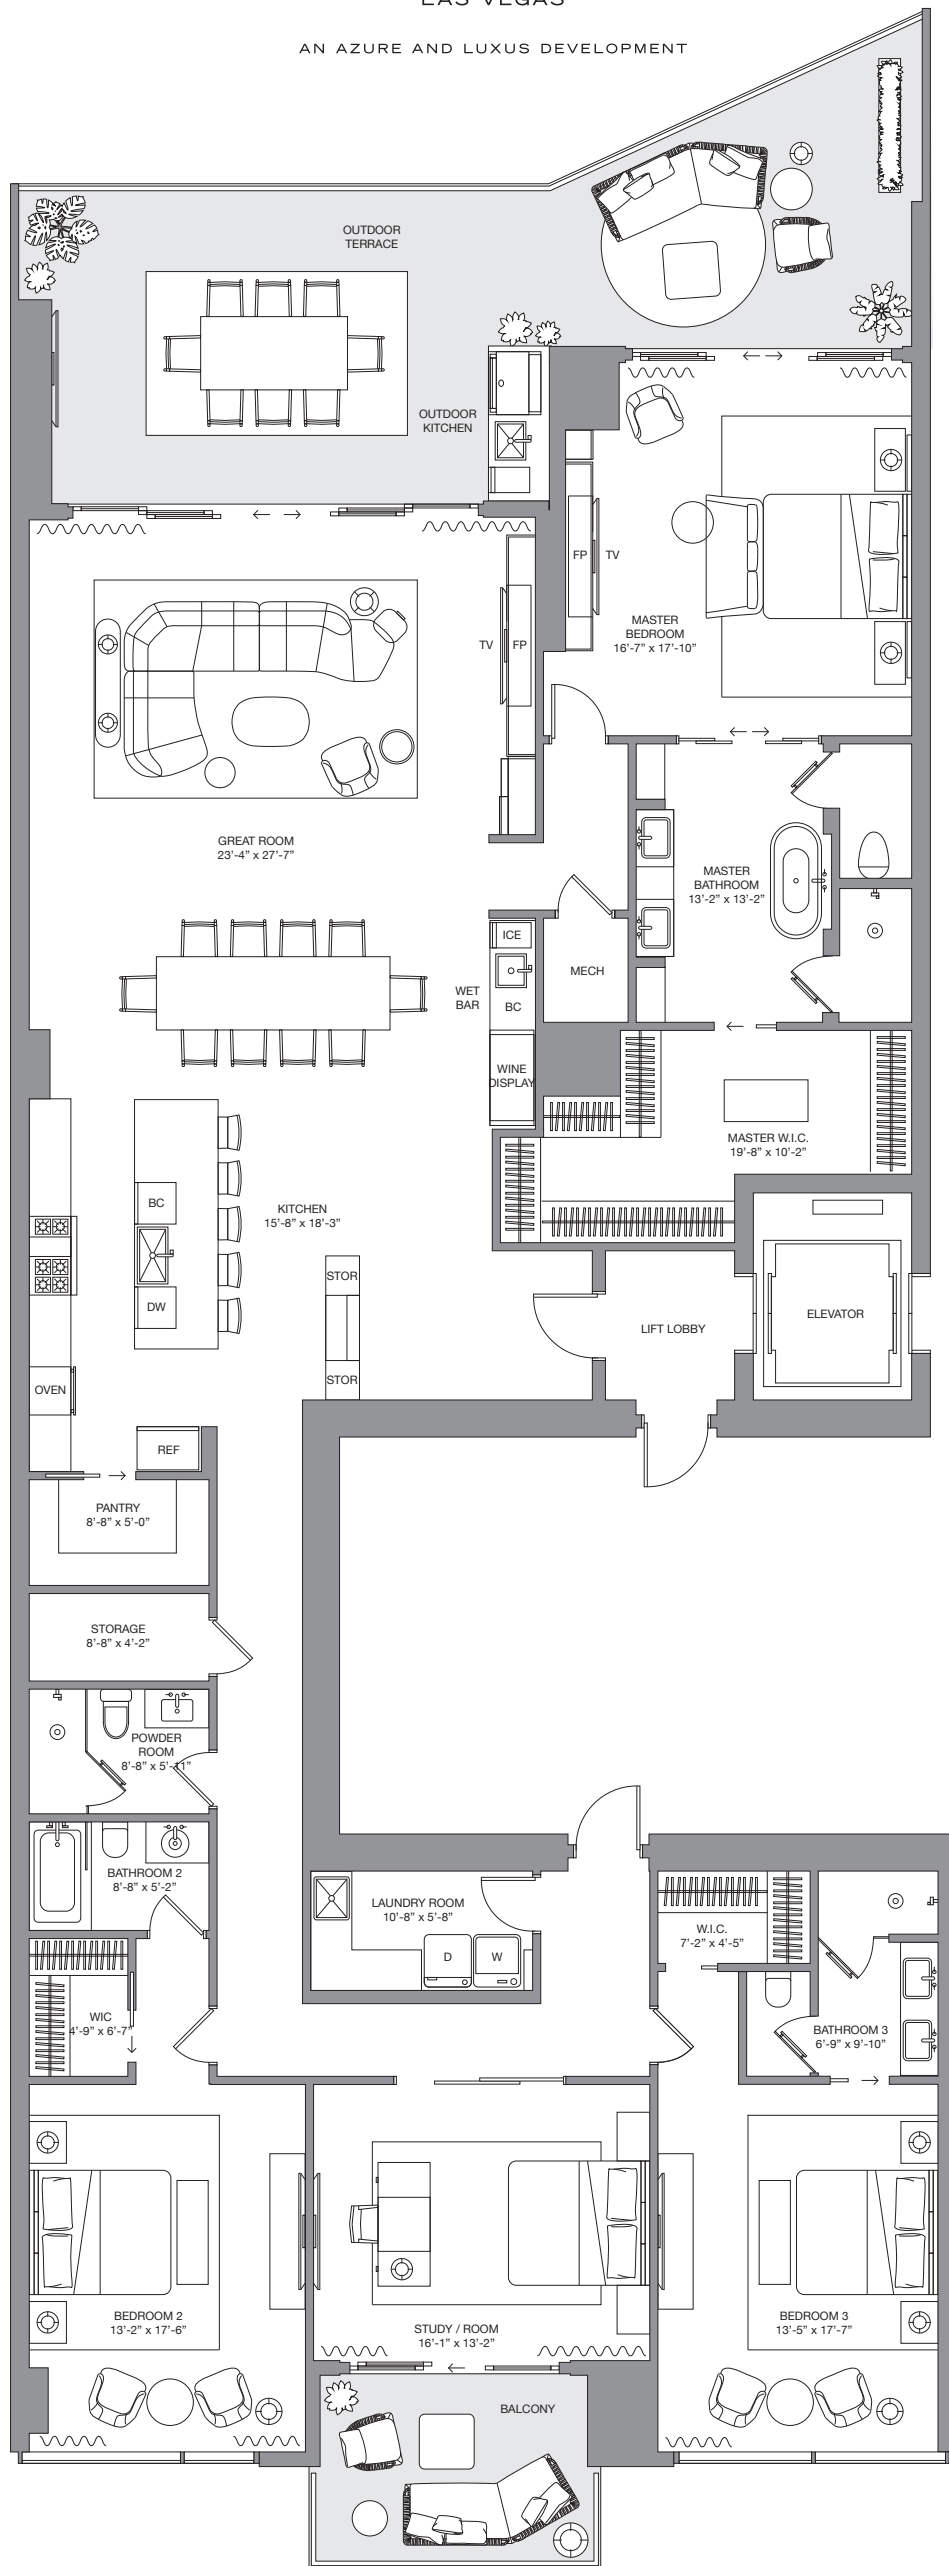 LAS VEGAS
AN AZURE AND LUXUS DEVELOPMENT
OUTDOOR
TERRACE
OUTDOOR
KITCHEN
FP
TV
MASTER
BEDROOM
16'-7" x 17'-10"
TV
FP
GREAT ROOM
23'-4" x 27'-7"
MASTER
BATHROOM
13'-2" x 13'-2"
ICE
MECH
WET
BAR
BC
WINE
DISPLAY
MASTER W.I.C.
19'-8" x 10'-2"
BC
KITCHEN
15'-8" x 18'-3"
STOR
DW
LIFT LOBBY
ELEVATOR
STOR
OVEN
REF
PANTRY
8'-8" x 5'-0"
STORAGE
8'-8" x 4'-2"
POWDER
ROOM
8'-8" x 5'-11"
BATHROOM 2
8'-8" x 5'-2"
LAUNDRY ROOM
10'-8" x 5'-8"
D
W
W.I.C.
7'-2" x 4'-5"
WIC
4'-9" x 6'-7"
BATHROOM 3
6'-9" x 9'-10"
BEDROOM 2
13'-2" x 17'-6"
STUDY / ROOM
16'-1" x 13'-2"
BEDROOM 3
13'-5" x 17'-7"
BALCONY